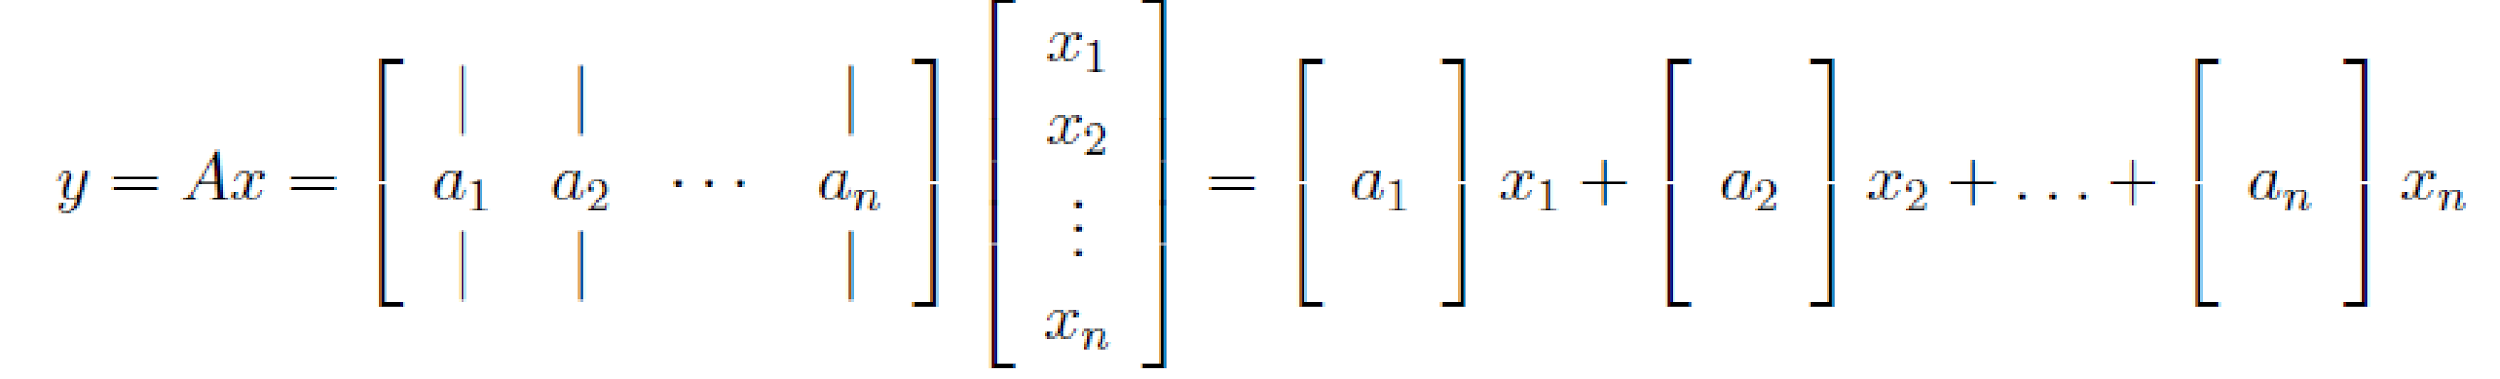 y = Ax = [ | | | a₁ a₂ ⋯ aₙ | | | ] [ x₁ x₂ ⋮ xₙ ] = [ a₁ ] x₁ + [ a₂ ] x₂ + … + [ aₙ ] xₙ